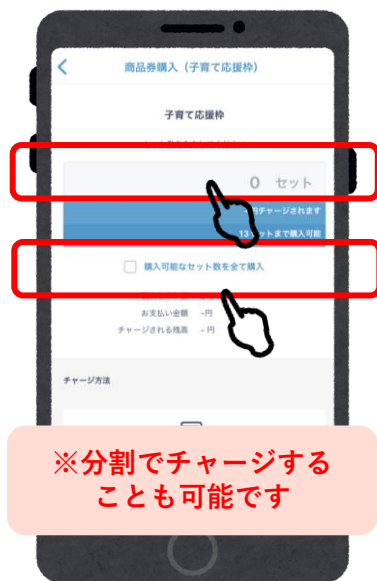 商品券購入（子育て応援枠）
子育て応援枠
0 セット
円チャージされます
13 セットまで購入可能
購入可能なセット数を全て購入
お支払い金額 -円
チャージされる残高 - 円
チャージ方法
※分割でチャージする
ことも可能です